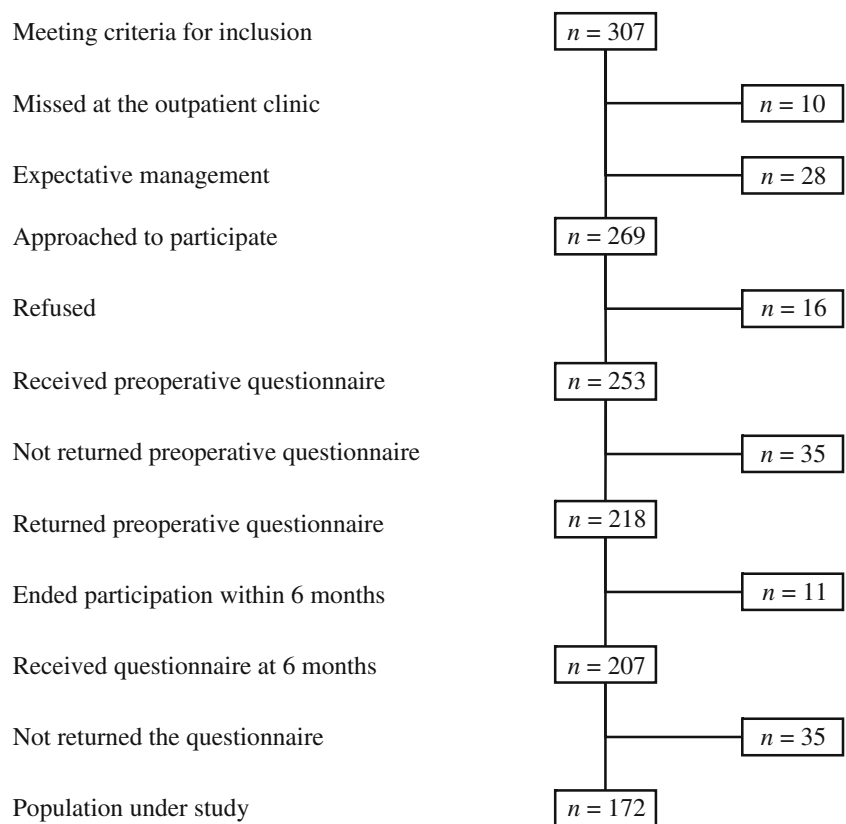 Meeting criteria for inclusion n = 307
Missed at the outpatient clinic n = 10
Expectative management n = 28
Approached to participate n = 269
Refused n = 16
Received preoperative questionnaire n = 253
Not returned preoperative questionnaire n = 35
Returned preoperative questionnaire n = 218
Ended participation within 6 months n = 11
Received questionnaire at 6 months n = 207
Not returned the questionnaire n = 35
Population under study n = 172